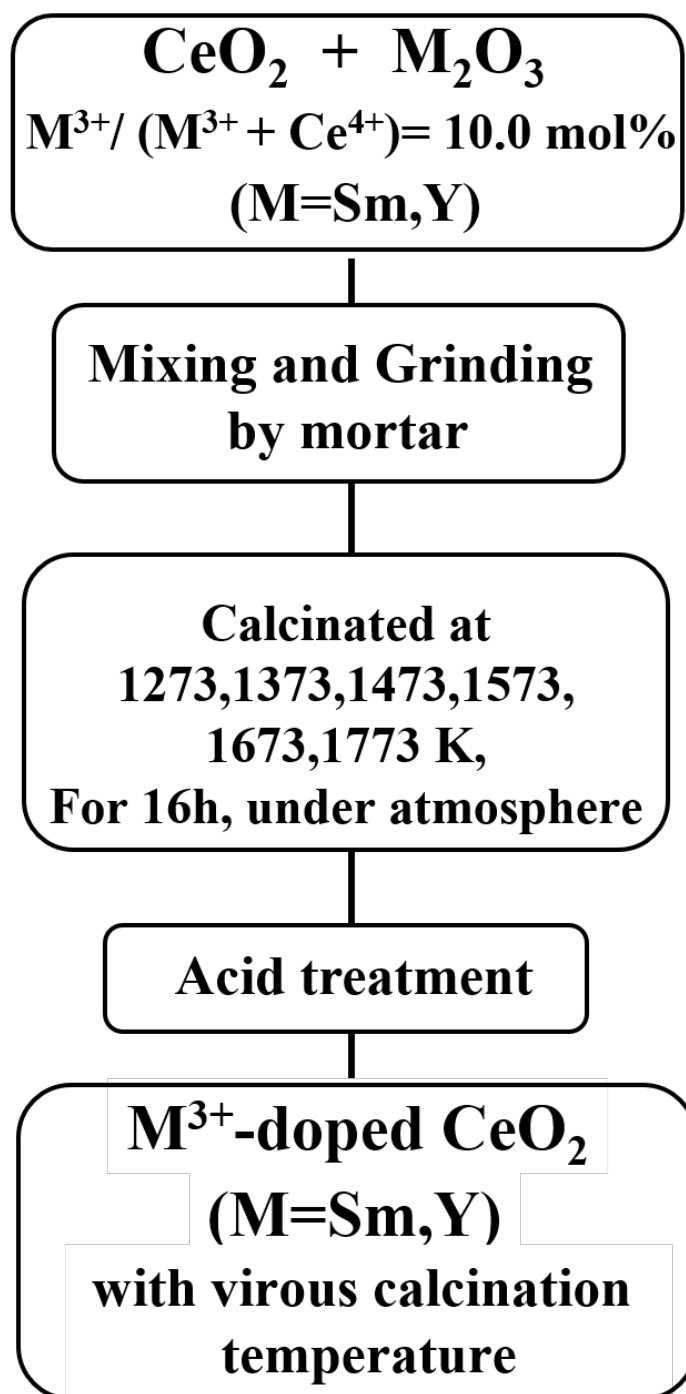 CeO₂ + M₂O₃
M³⁺/ (M³⁺ + Ce⁴⁺)= 10.0 mol%
(M=Sm,Y)
Mixing and Grinding
by mortar
Calcinated at
1273,1373,1473,1573,
1673,1773 K,
For 16h, under atmosphere
Acid treatment
M³⁺-doped CeO₂
(M=Sm,Y)
with virous calcination
temperature